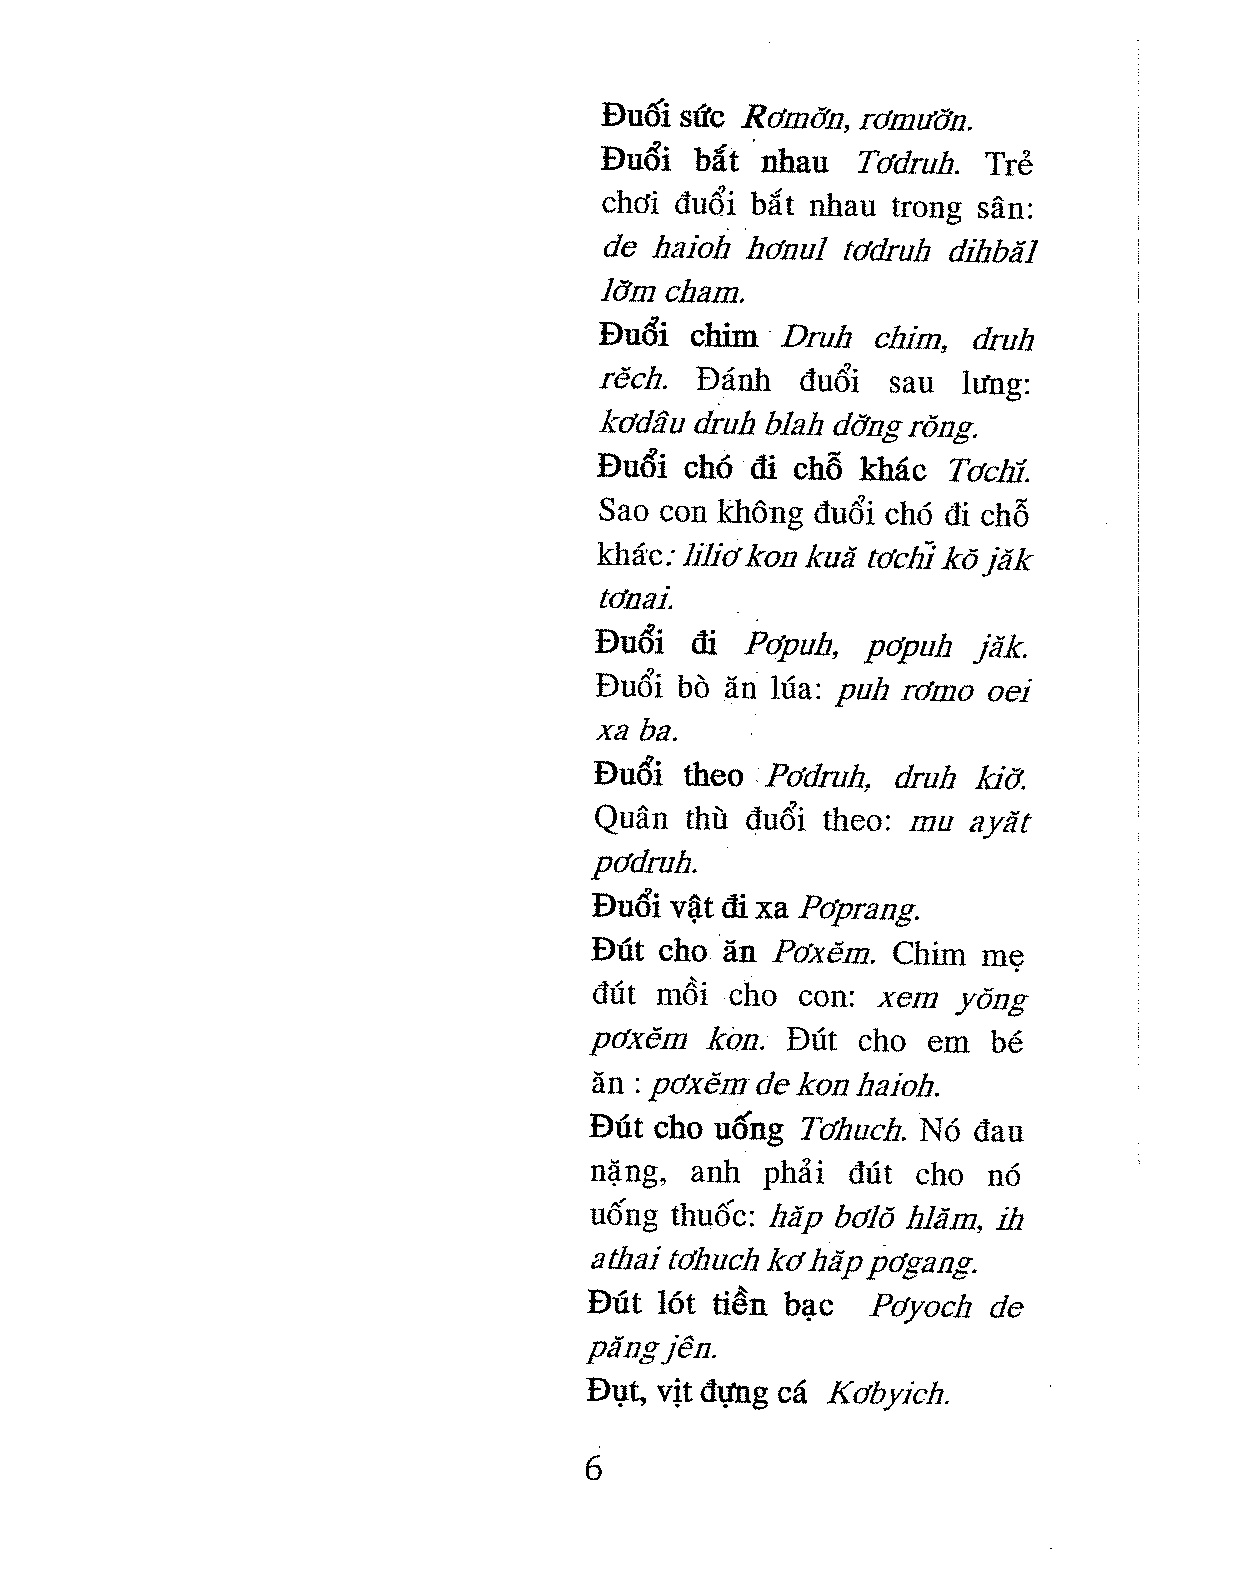 Đuối sức Rơmơ̆n, rơmươ̆n.
Đuổi bắt nhau Tơdruh. Trẻ
chơi đuổi bắt nhau trong sân:
de haioh hơnul tơdruh dihbăl
lơ̆m cham.
Đuổi chim Druh chim, druh
rĕch. Đánh đuổi sau lưng:
kơdâu druh blah dơ̆ng rŏng.
Đuổi chó đi chỗ khác Tơchĭ.
Sao con không đuổi chó đi chỗ
khác: liliơ kon kuă tơchĭ kŏ jăk
tơnai.
Đuổi đi Pơpuh, pơpuh jăk.
Đuổi bò ăn lúa: puh rơmo oei
xa ba.
Đuổi theo Pơdruh, druh kiơ̆.
Quân thù đuổi theo: mu ayăt
pơdruh.
Đuổi vật đi xa Pơprang.
Đút cho ăn Pơxĕm. Chim mẹ
đút mồi cho con: xem yŏng
pơxĕm kon. Đút cho em bé
ăn : pơxĕm de kon haioh.
Đút cho uống Tơhuch. Nó đau
nặng, anh phải đút cho nó
uống thuốc: hăp bơlŏ hlăm, ih
athai tơhuch kơ hăp pơgang.
Đút lót tiền bạc Pơyoch de
păng jên.
Đụt, vịt đựng cá Kơbyich.
6